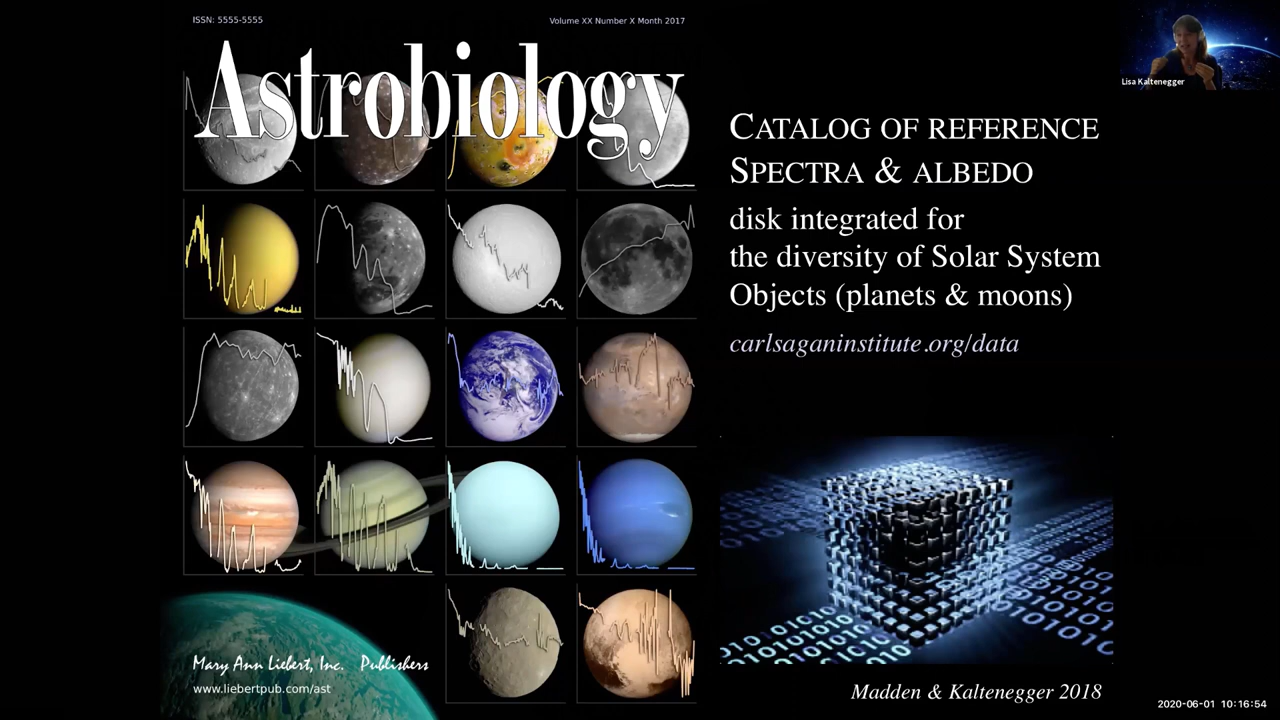 ISSN: 5555-5555
Volume XX Number X Month 2017
Astrobiology
Mary Ann Liebert, Inc. Publishers
www.liebertpub.com/ast
Lisa Kaltenegger
CATALOG OF REFERENCE
SPECTRA & ALBEDO
disk integrated for
the diversity of Solar System
Objects (planets & moons)
carlsaganinstitute.org/data
Madden & Kaltenegger 2018
2020-06-01 10:16:54